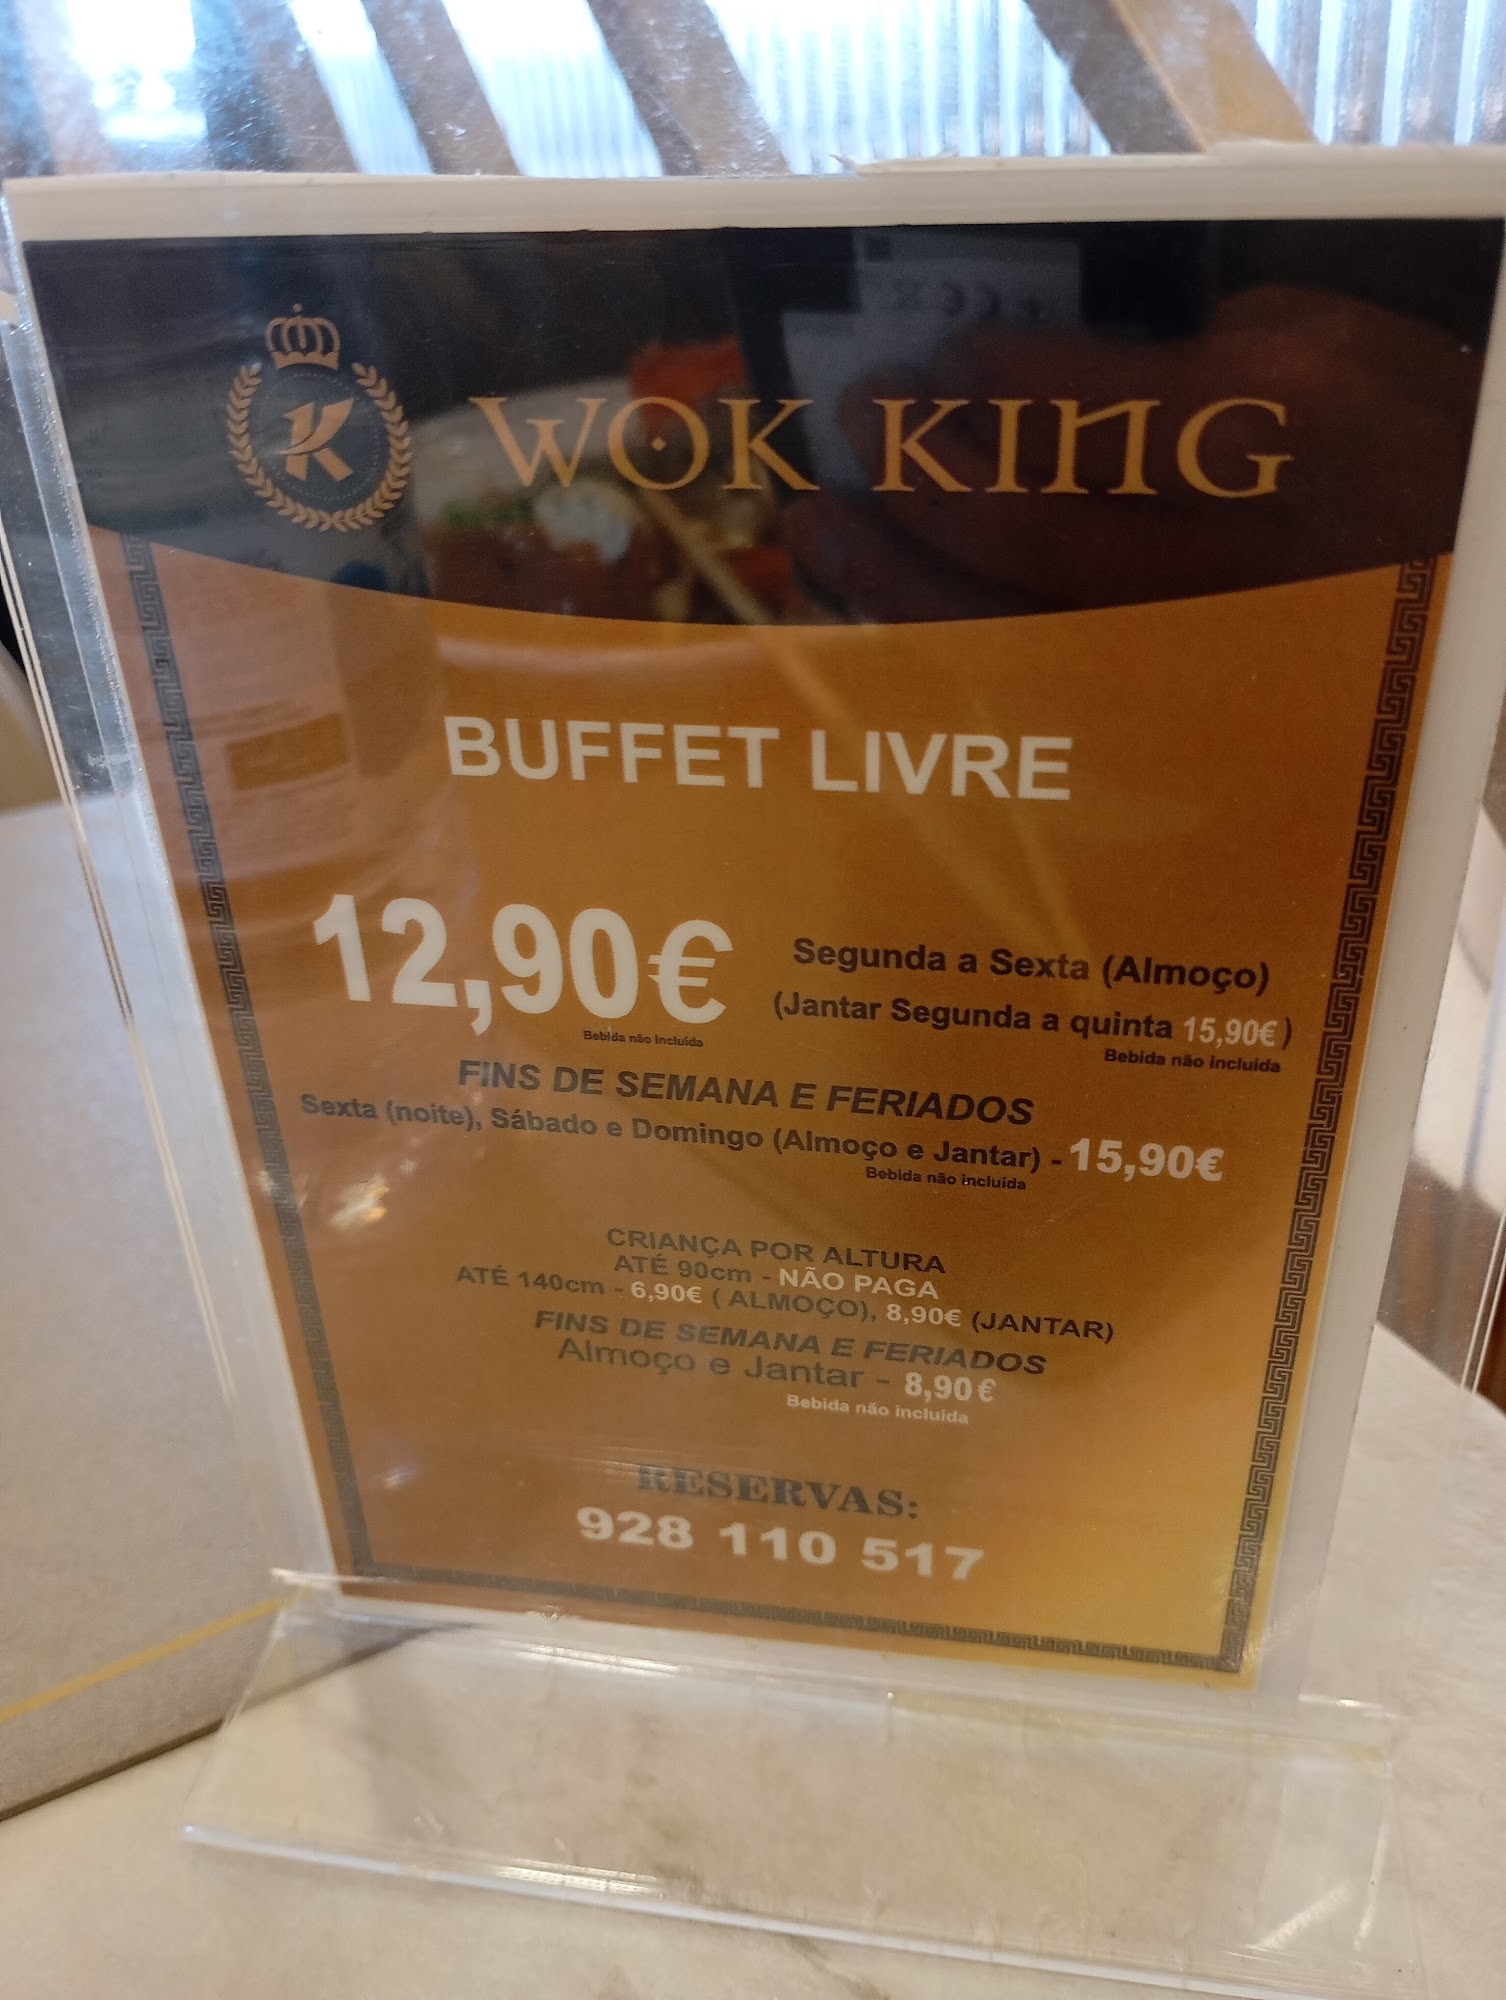 K
WOK KING
BUFFET LIVRE
12,90€
Bebida não incluída
Segunda a Sexta (Almoço)
(Jantar Segunda a quinta 15,90€)
Bebida não incluída
FINS DE SEMANA E FERIADOS
Sexta (noite), Sábado e Domingo (Almoço e Jantar) - 15,90€
Bebida não incluída
CRIANÇA POR ALTURA
ATÉ 90cm - NÃO PAGA
ATÉ 140cm - 6,90€ ( ALMOÇO), 8,90€ (JANTAR)
FINS DE SEMANA E FERIADOS
Almoço e Jantar - 8,90€
Bebida não incluída
RESERVAS:
928 110 517